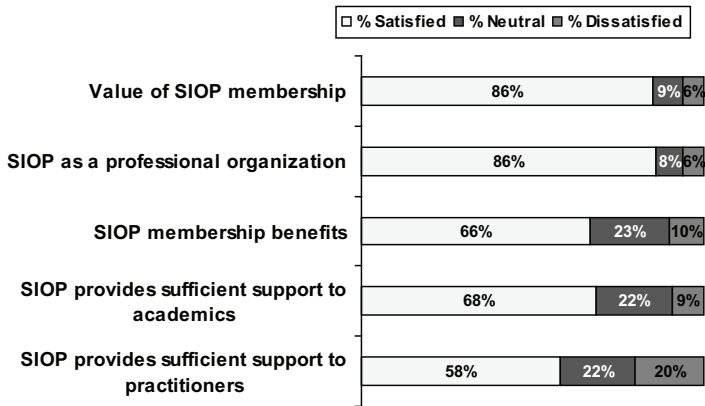 % Satisfied % Neutral % Dissatisfied
Value of SIOP membership 86% 9% 6%
SIOP as a professional organization 86% 8% 6%
SIOP membership benefits 66% 23% 10%
SIOP provides sufficient support to
academics 68% 22% 9%
SIOP provides sufficient support to
practitioners 58% 22% 20%